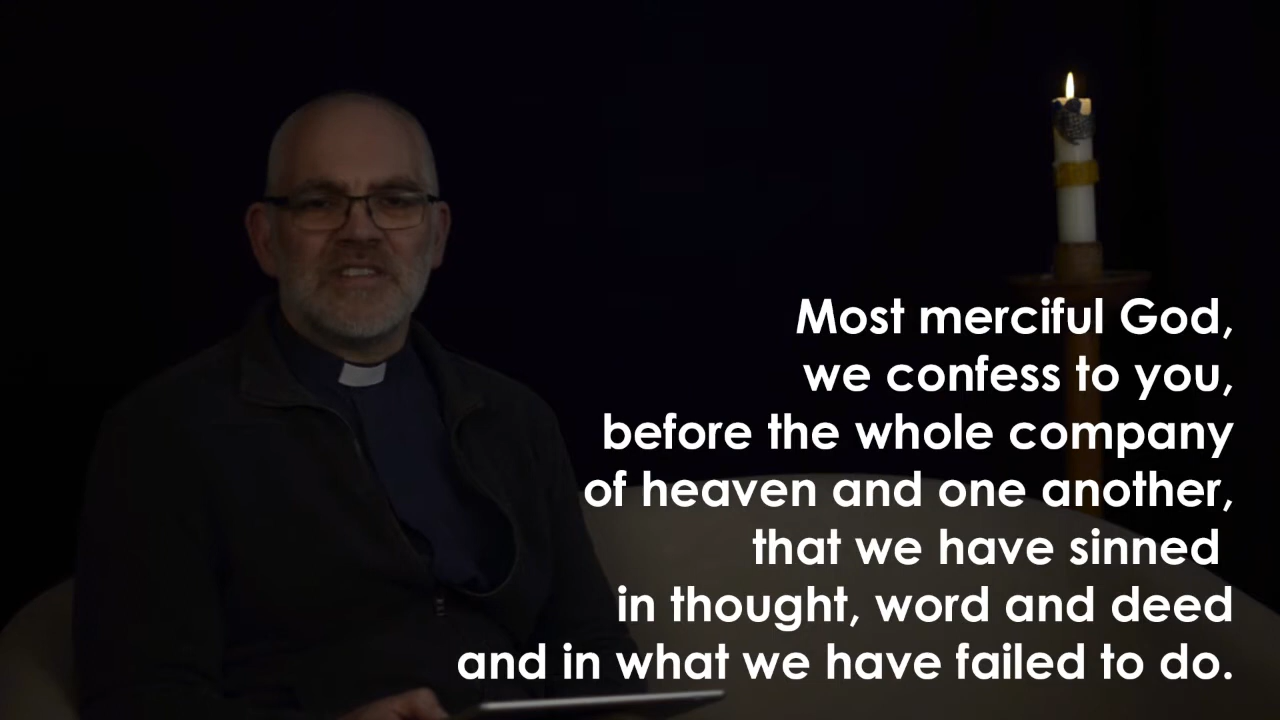 Most merciful God,
we confess to you,
before the whole company
of heaven and one another,
that we have sinned
in thought, word and deed
and in what we have failed to do.